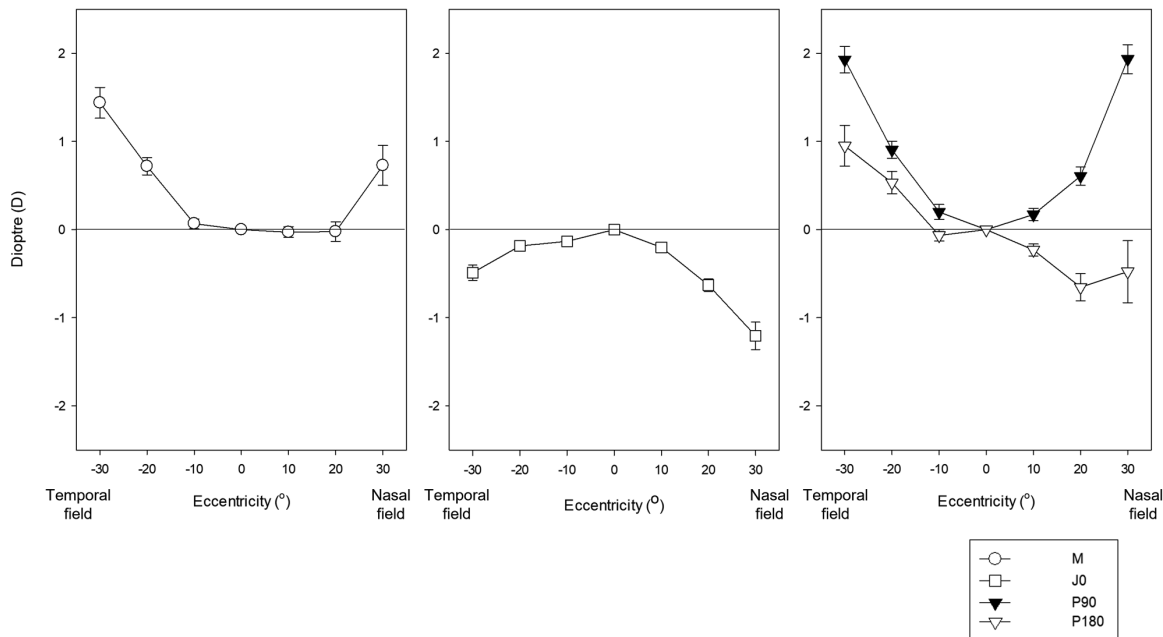 Dioptre (D)
2
1
0
-1
-2
-30 -20 -10 0 10 20 30
Temporal field
Eccentricity (°)
Nasal field
2
1
0
-1
-2
-30 -20 -10 0 10 20 30
Temporal field
Eccentricity (°)
Nasal field
2
1
0
-1
-2
-30 -20 -10 0 10 20 30
Temporal field
Eccentricity (°)
Nasal field
M
J0
P90
P180